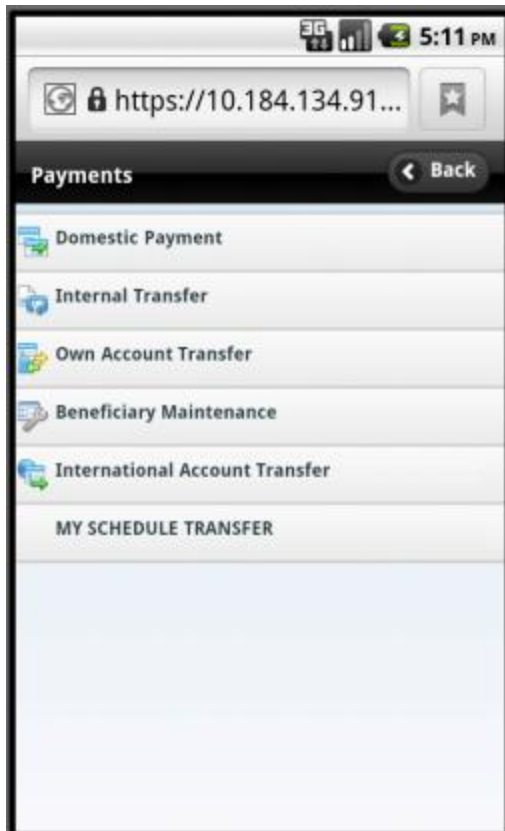 3G
5:11 PM
https://10.184.134.91...
Payments
Back
Domestic Payment
Internal Transfer
Own Account Transfer
Beneficiary Maintenance
International Account Transfer
MY SCHEDULE TRANSFER